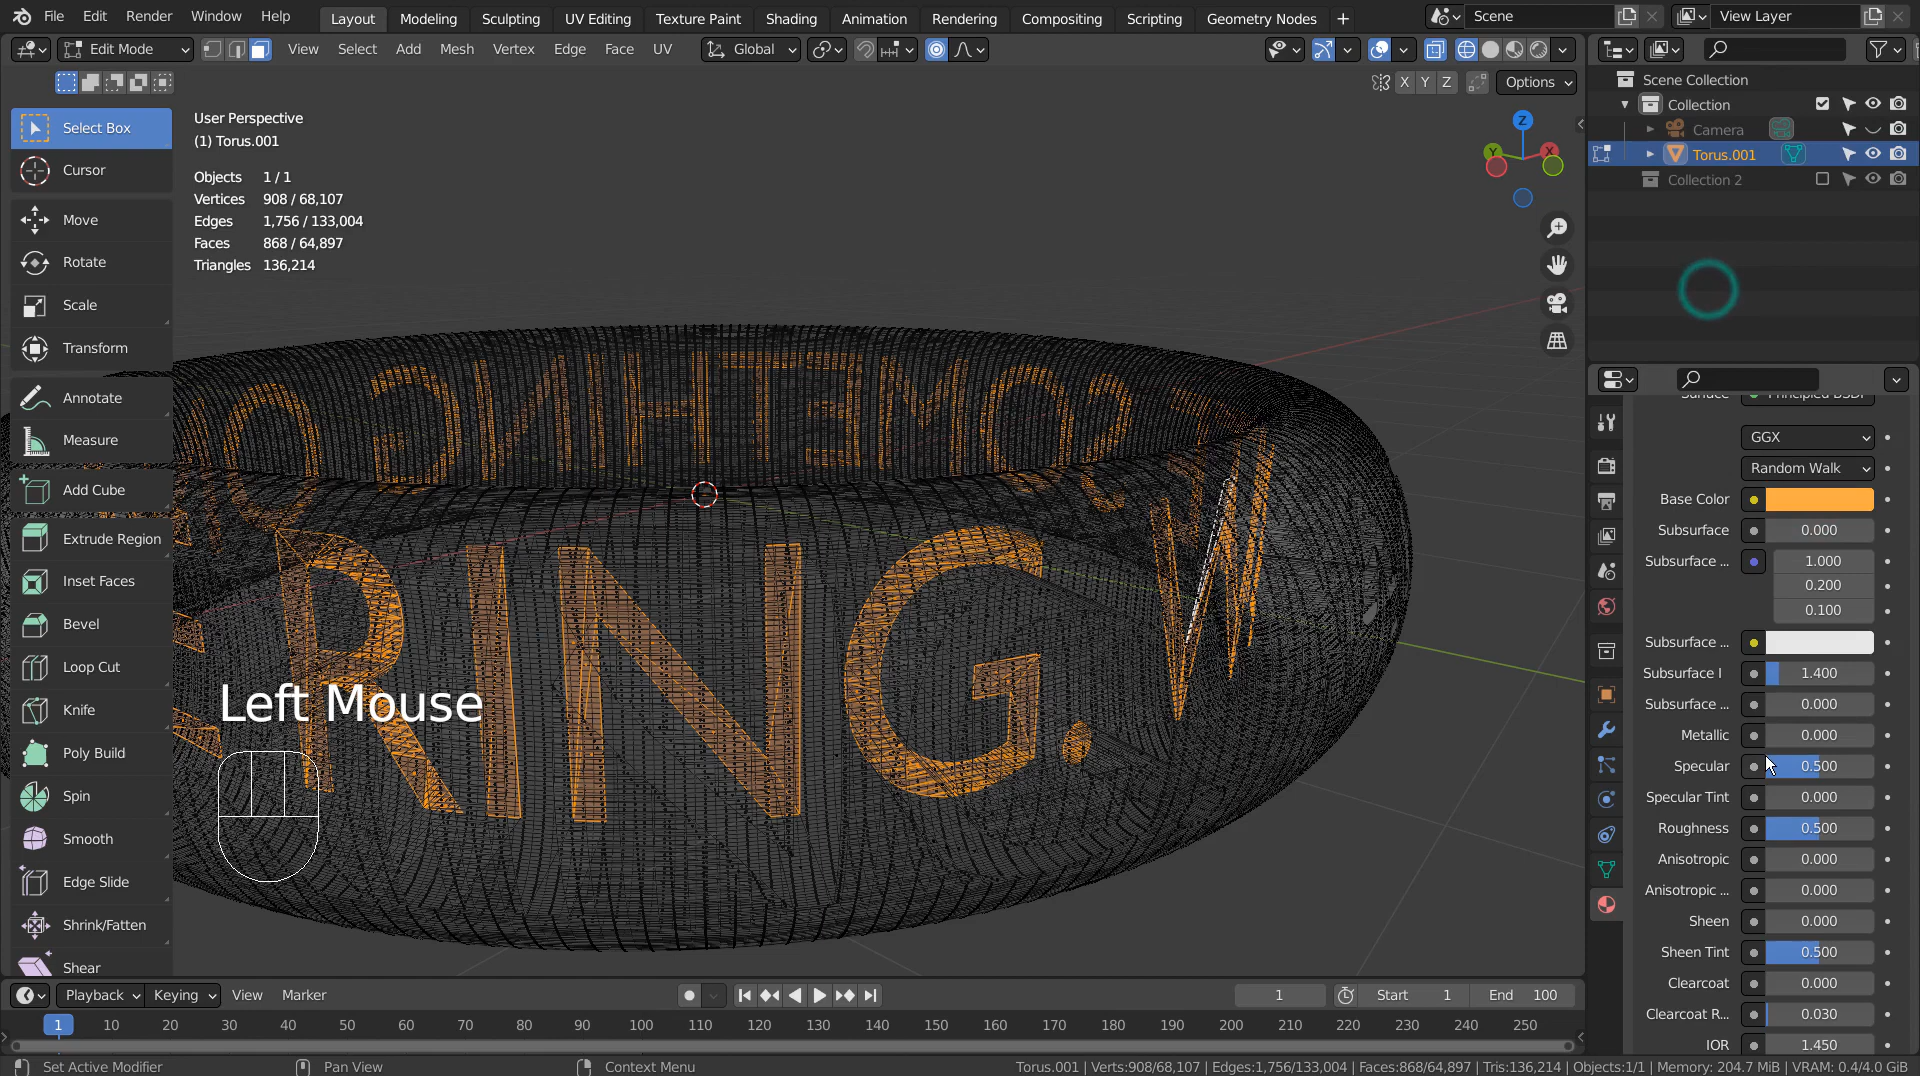 File Edit Render Window Help Layout Modeling Sculpting UV Editing Texture Paint Shading Animation Rendering Compositing Scripting Geometry Nodes + Scene View Layer
Edit Mode View Select Add Mesh Vertex Edge Face UV Global
X Y Z Options
Scene Collection
Collection
Camera
Torus.001
Collection 2
Select Box
Cursor
Move
Rotate
Scale
Transform
Annotate
Measure
Add Cube
Extrude Region
Inset Faces
Bevel
Loop Cut
Knife
Poly Build
Spin
Smooth
Edge Slide
Shrink/Fatten
Shear
User Perspective
(1) Torus.001
Objects 1 / 1
Vertices 908 / 68,107
Edges 1,756 / 133,004
Faces 868 / 64,897
Triangles 136,214
Z
Y X
RING.
W
Left Mouse
Surface Principled BSDF
GGX
Random Walk
Base Color
Subsurface 0.000
Subsurface ... 1.000
0.200
0.100
Subsurface ...
Subsurface I 1.400
Subsurface ... 0.000
Metallic 0.000
Specular 0.500
Specular Tint 0.000
Roughness 0.500
Anisotropic 0.000
Anisotropic ... 0.000
Sheen 0.000
Sheen Tint 0.500
Clearcoat 0.000
Clearcoat R... 0.030
IOR 1.450
Playback Keying View Marker 1 Start 1 End 100
1 10 20 30 40 50 60 70 80 90 100 110 120 130 140 150 160 170 180 190 200 210 220 230 240 250
Set Active Modifier Pan View Context Menu Torus.001 | Verts:908/68,107 | Edges:1,756/133,004 | Faces:868/64,897 | Tris:136,214 | Objects:1/1 | Memory: 204.7 MiB | VRAM: 0.4/4.0 GiB